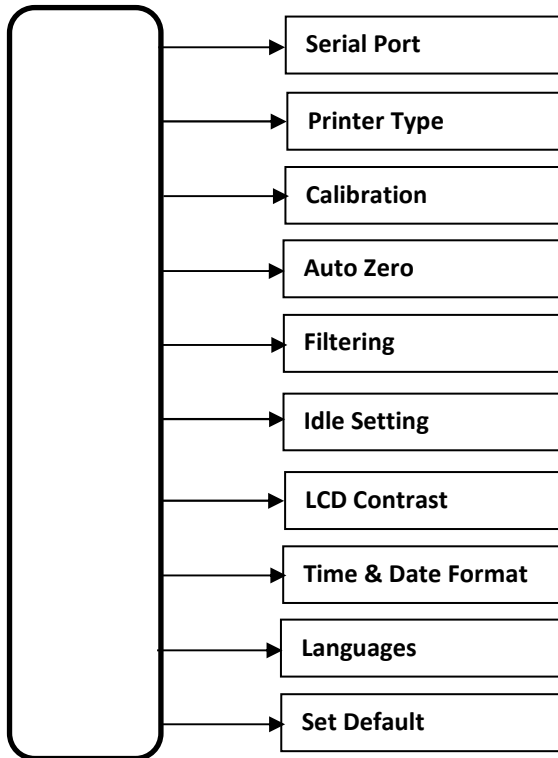 Serial Port
Printer Type
Calibration
Auto Zero
Filtering
Idle Setting
LCD Contrast
Time & Date Format
Languages
Set Default